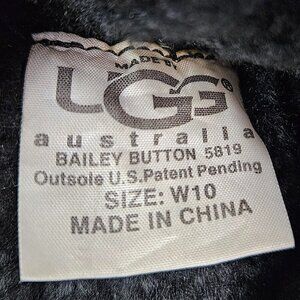 MADE BY
UGG®
australia
BAILEY BUTTON 5819
Outsole U.S.Patent Pending
SIZE: W10
MADE IN CHINA